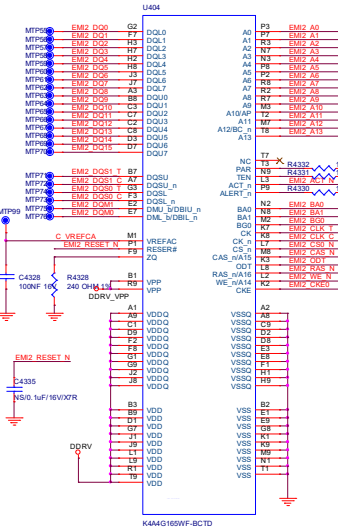 U404
EMI2_DQ0 G2 DQL0 A0 P3 EMI2_A0
EMI2_DQ1 F7 DQL1 A1 P7 EMI2_A1
EMI2_DQ2 H3 DQL2 A2 R3 EMI2_A2
EMI2_DQ3 H7 DQL3 A3 N7 EMI2_A3
EMI2_DQ4 H2 DQL4 A4 N3 EMI2_A4
EMI2_DQ5 H8 DQL5 A5 P8 EMI2_A5
EMI2_DQ6 J3 DQL6 A6 P2 EMI2_A6
EMI2_DQ7 J7 DQL7 A7 R8 EMI2_A7
EMI2_DQ8 A3 DQU0 A8 R2 EMI2_A8
EMI2_DQ9 B8 DQU1 A9 R7 EMI2_A9
EMI2_DQ10 C3 DQU2 A10/AP M3 EMI2_A10
EMI2_DQ11 C7 DQU3 A11 T2 EMI2_A11
EMI2_DQ12 C2 DQU4 A12/BC_n M7 EMI2_A12
EMI2_DQ13 C8 DQU5 A13 T8 EMI2_A13
EMI2_DQ14 D3 DQU6
EMI2_DQ15 D7 DQU7
NC T7
PAR T3 R4332
TEN N9 R4331
EMI2_DQS1_T B7 DQSU ACT_n L3 EMI2_ACT_N
EMI2_DQS1_C A7 DQSU_n ALERT_n P9 R4330
EMI2_DQS0_T G3 DQSL
EMI2_DQS0_C F3 DQSL_n
EMI2_DQM1 E2 DMU_n/DBIU_n BA0 N2 EMI2_BA0
EMI2_DQM0 E7 DML_b/DBIL_n BA1 N8 EMI2_BA1
BG0 M2 EMI2_BG0
MTP99
CK K7 EMI2_CLK_T
C_VREFCA M1 VREFAC CK_n K8 EMI2_CLK_C
EMI2_RESET_N P1 RESER# CS_n L7 EMI2_CS0_N
F9 ZQ CAS_n/A15 M8 EMI2_CAS_N
ODT K3 EMI2_ODT
C4328 R4328 B1 VPP RAS_n/A16 L8 EMI2_RAS_N
100NF 16V 240 OHM 1% R9 VPP WE_n/A14 L2 EMI2_WE_N
CKE K2 EMI2_CKE0
DDRV_VPP
A1 VDDQ VSSQ A2
A9 VDDQ VSSQ A8
C1 VDDQ VSSQ C9
D9 VDDQ VSSQ D2
F2 VDDQ VSSQ D8
F8 VDDQ VSSQ E3
G1 VDDQ VSSQ E8
G9 VDDQ VSSQ F1
J2 VDDQ VSSQ H1
J8 VDDQ VSSQ H9
EMI2_RESET_N
C4335
NS/0.1uF/16V/X7R
B3 VDD VSS B2
B9 VDD VSS E1
D1 VDD VSS E9
G7 VDD VSS G8
J1 VDD VSS K1
J9 VDD VSS K9
L1 VDD VSS M9
L9 VDD VSS N1
R1 VDD VSS T1
T9 VDD
DDRV
K4A4G165WF-BCTD